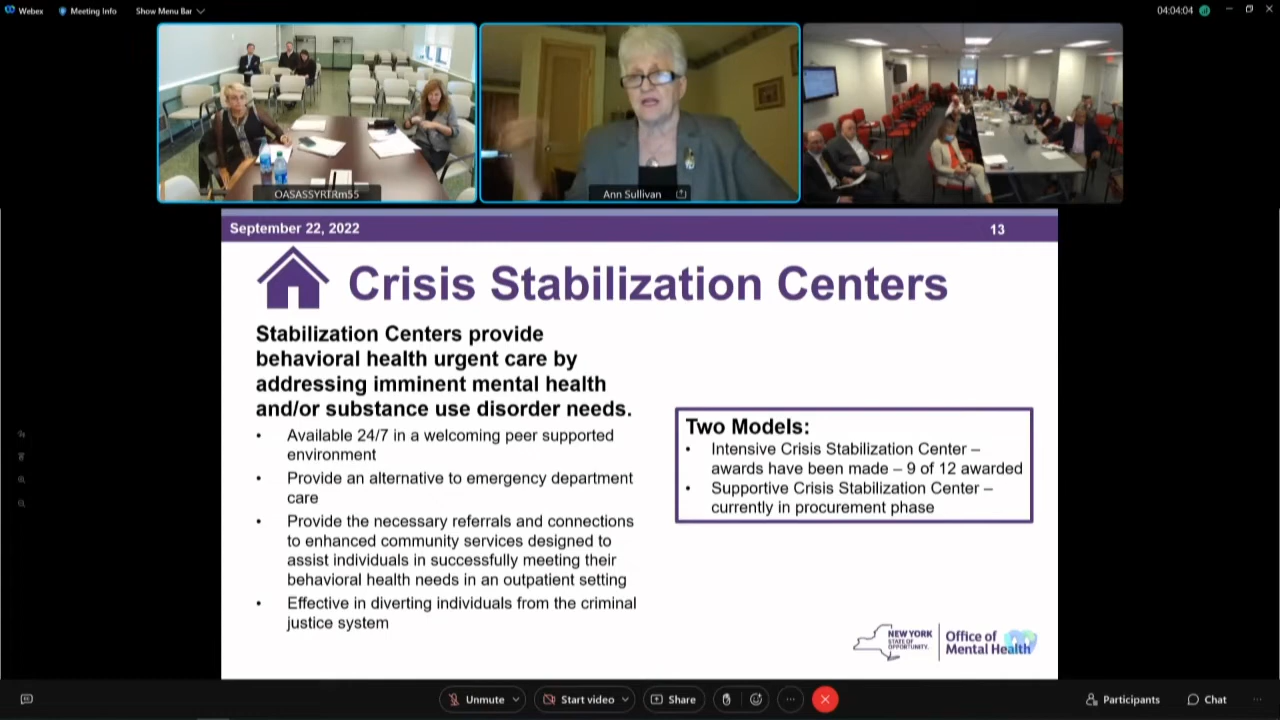 Webex
Meeting Info
Show Menu Bar
04:04:04
OASASSYRTRm55
Ann Sullivan
September 22, 2022
13
Crisis Stabilization Centers
Stabilization Centers provide
behavioral health urgent care by
addressing imminent mental health
and/or substance use disorder needs.
• Available 24/7 in a welcoming peer supported
environment
• Provide an alternative to emergency department
care
• Provide the necessary referrals and connections
to enhanced community services designed to
assist individuals in successfully meeting their
behavioral health needs in an outpatient setting
• Effective in diverting individuals from the criminal
justice system
Two Models:
• Intensive Crisis Stabilization Center –
awards have been made – 9 of 12 awarded
• Supportive Crisis Stabilization Center –
currently in procurement phase
NEW YORK
STATE OF
OPPORTUNITY.
Office of
Mental Health
Unmute
Start video
Share
Participants
Chat